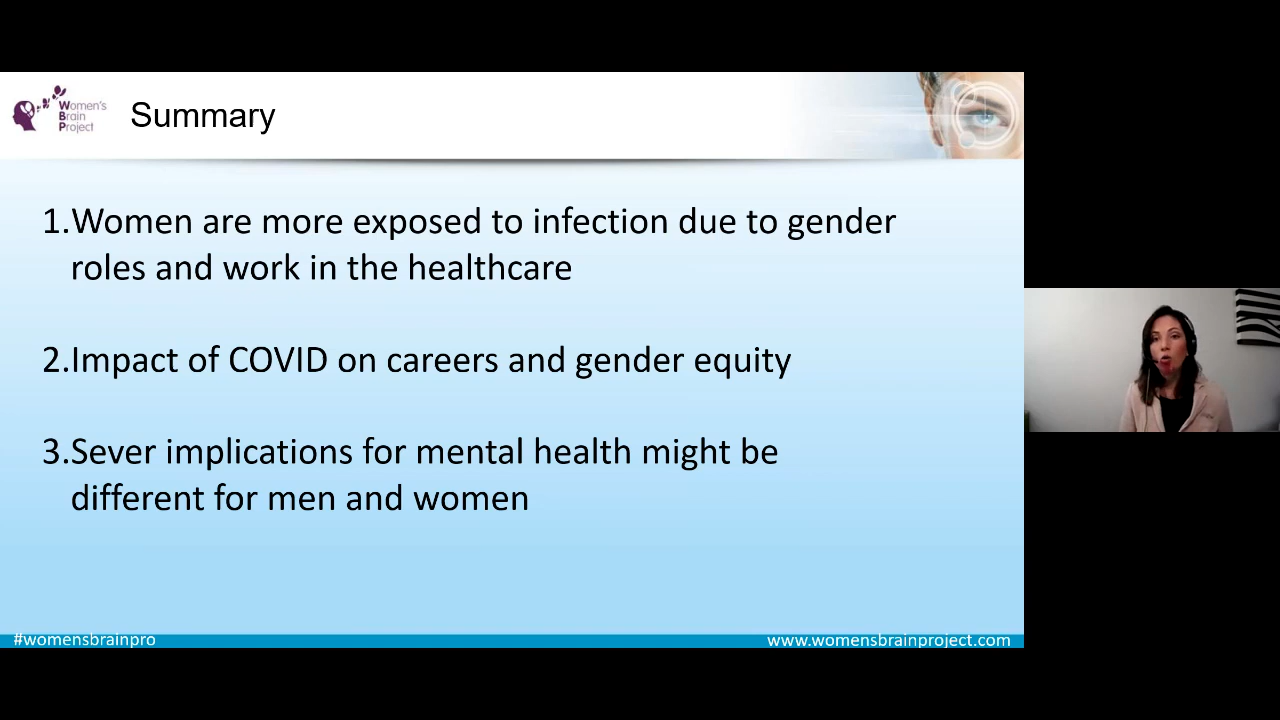 Women's
Brain
Project
Summary
1.Women are more exposed to infection due to gender
roles and work in the healthcare
2.Impact of COVID on careers and gender equity
3.Sever implications for mental health might be
different for men and women
#womensbrainpro
www.womensbrainproject.com